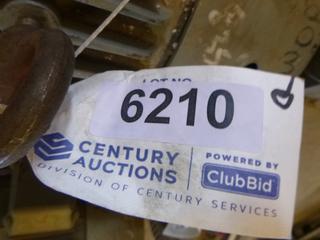 LOT NO.
6210
CENTURY
AUCTIONS
POWERED BY
ClubBid
DIVISION OF CENTURY SERVICES